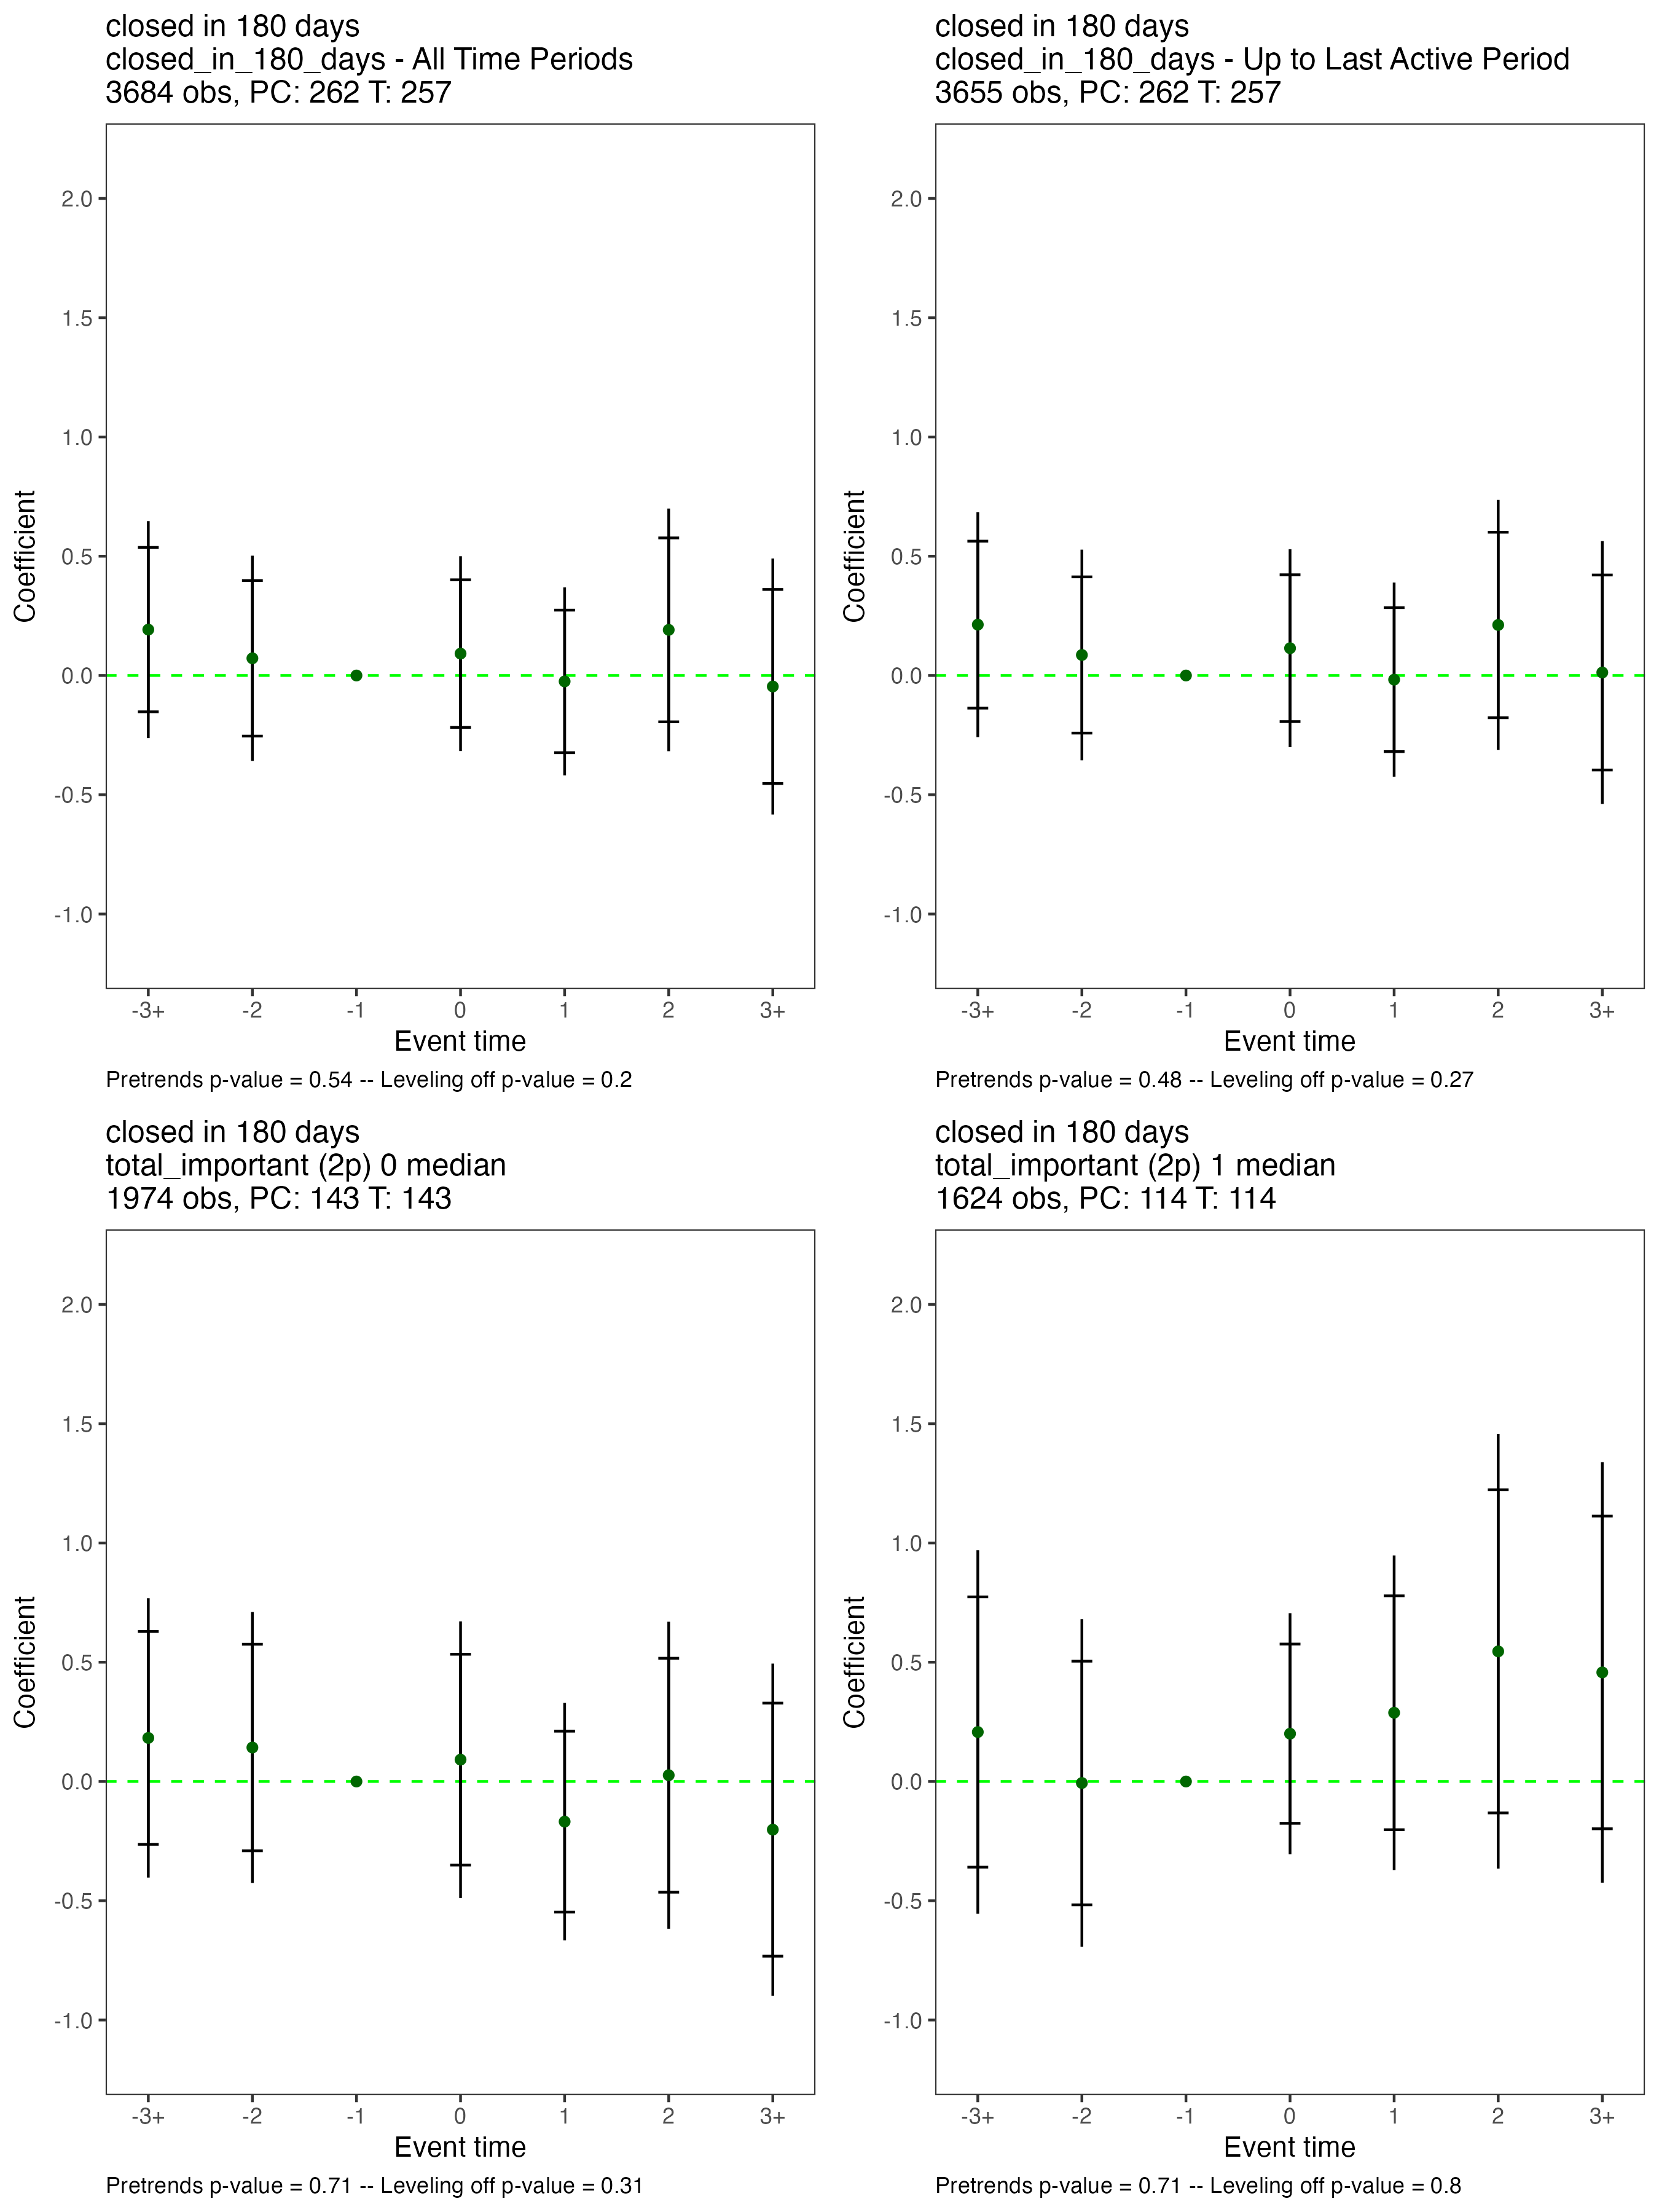 closed in 180 days
closed_in_180_days - All Time Periods
3684 obs, PC: 262 T: 257
Coefficient
2.0
1.5
1.0
0.5
0.0
-0.5
-1.0
-3+ -2 -1 0 1 2 3+
Event time
Pretrends p-value = 0.54 -- Leveling off p-value = 0.2
closed in 180 days
closed_in_180_days - Up to Last Active Period
3655 obs, PC: 262 T: 257
Coefficient
2.0
1.5
1.0
0.5
0.0
-0.5
-1.0
-3+ -2 -1 0 1 2 3+
Event time
Pretrends p-value = 0.48 -- Leveling off p-value = 0.27
closed in 180 days
total_important (2p) 0 median
1974 obs, PC: 143 T: 143
Coefficient
2.0
1.5
1.0
0.5
0.0
-0.5
-1.0
-3+ -2 -1 0 1 2 3+
Event time
Pretrends p-value = 0.71 -- Leveling off p-value = 0.31
closed in 180 days
total_important (2p) 1 median
1624 obs, PC: 114 T: 114
Coefficient
2.0
1.5
1.0
0.5
0.0
-0.5
-1.0
-3+ -2 -1 0 1 2 3+
Event time
Pretrends p-value = 0.71 -- Leveling off p-value = 0.8